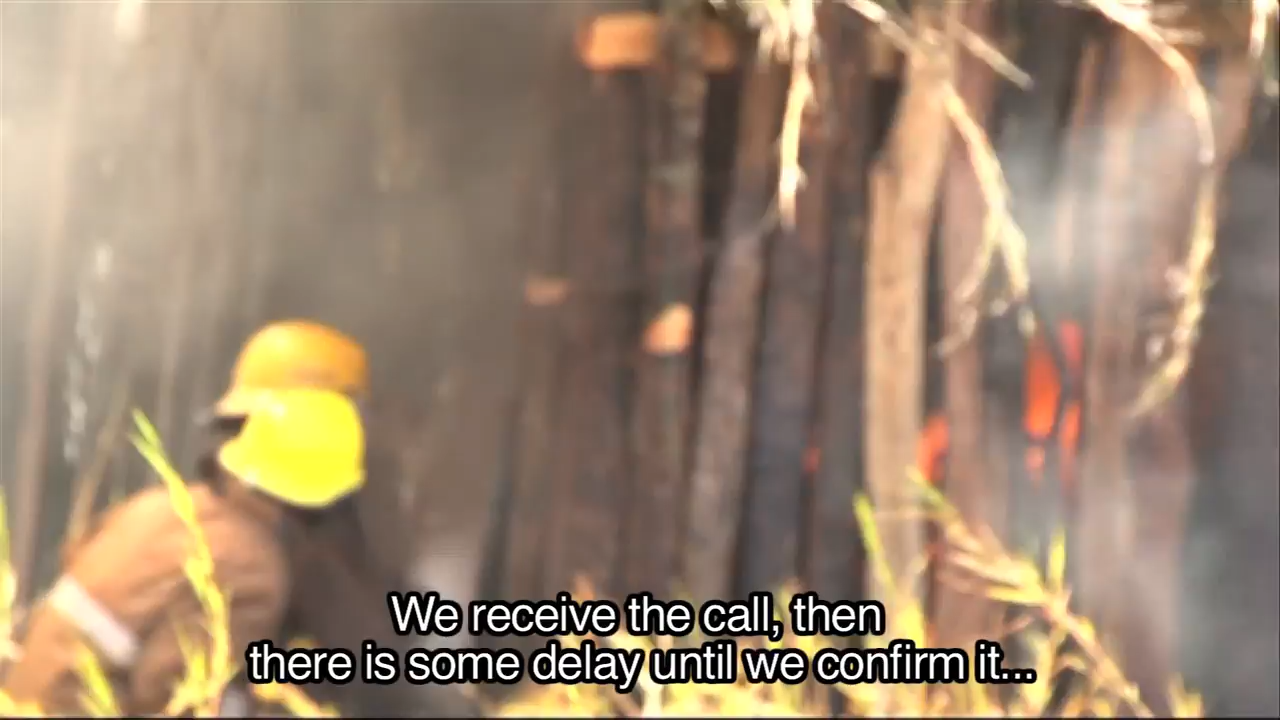 We receive the call, then
there is some delay until we confirm it...